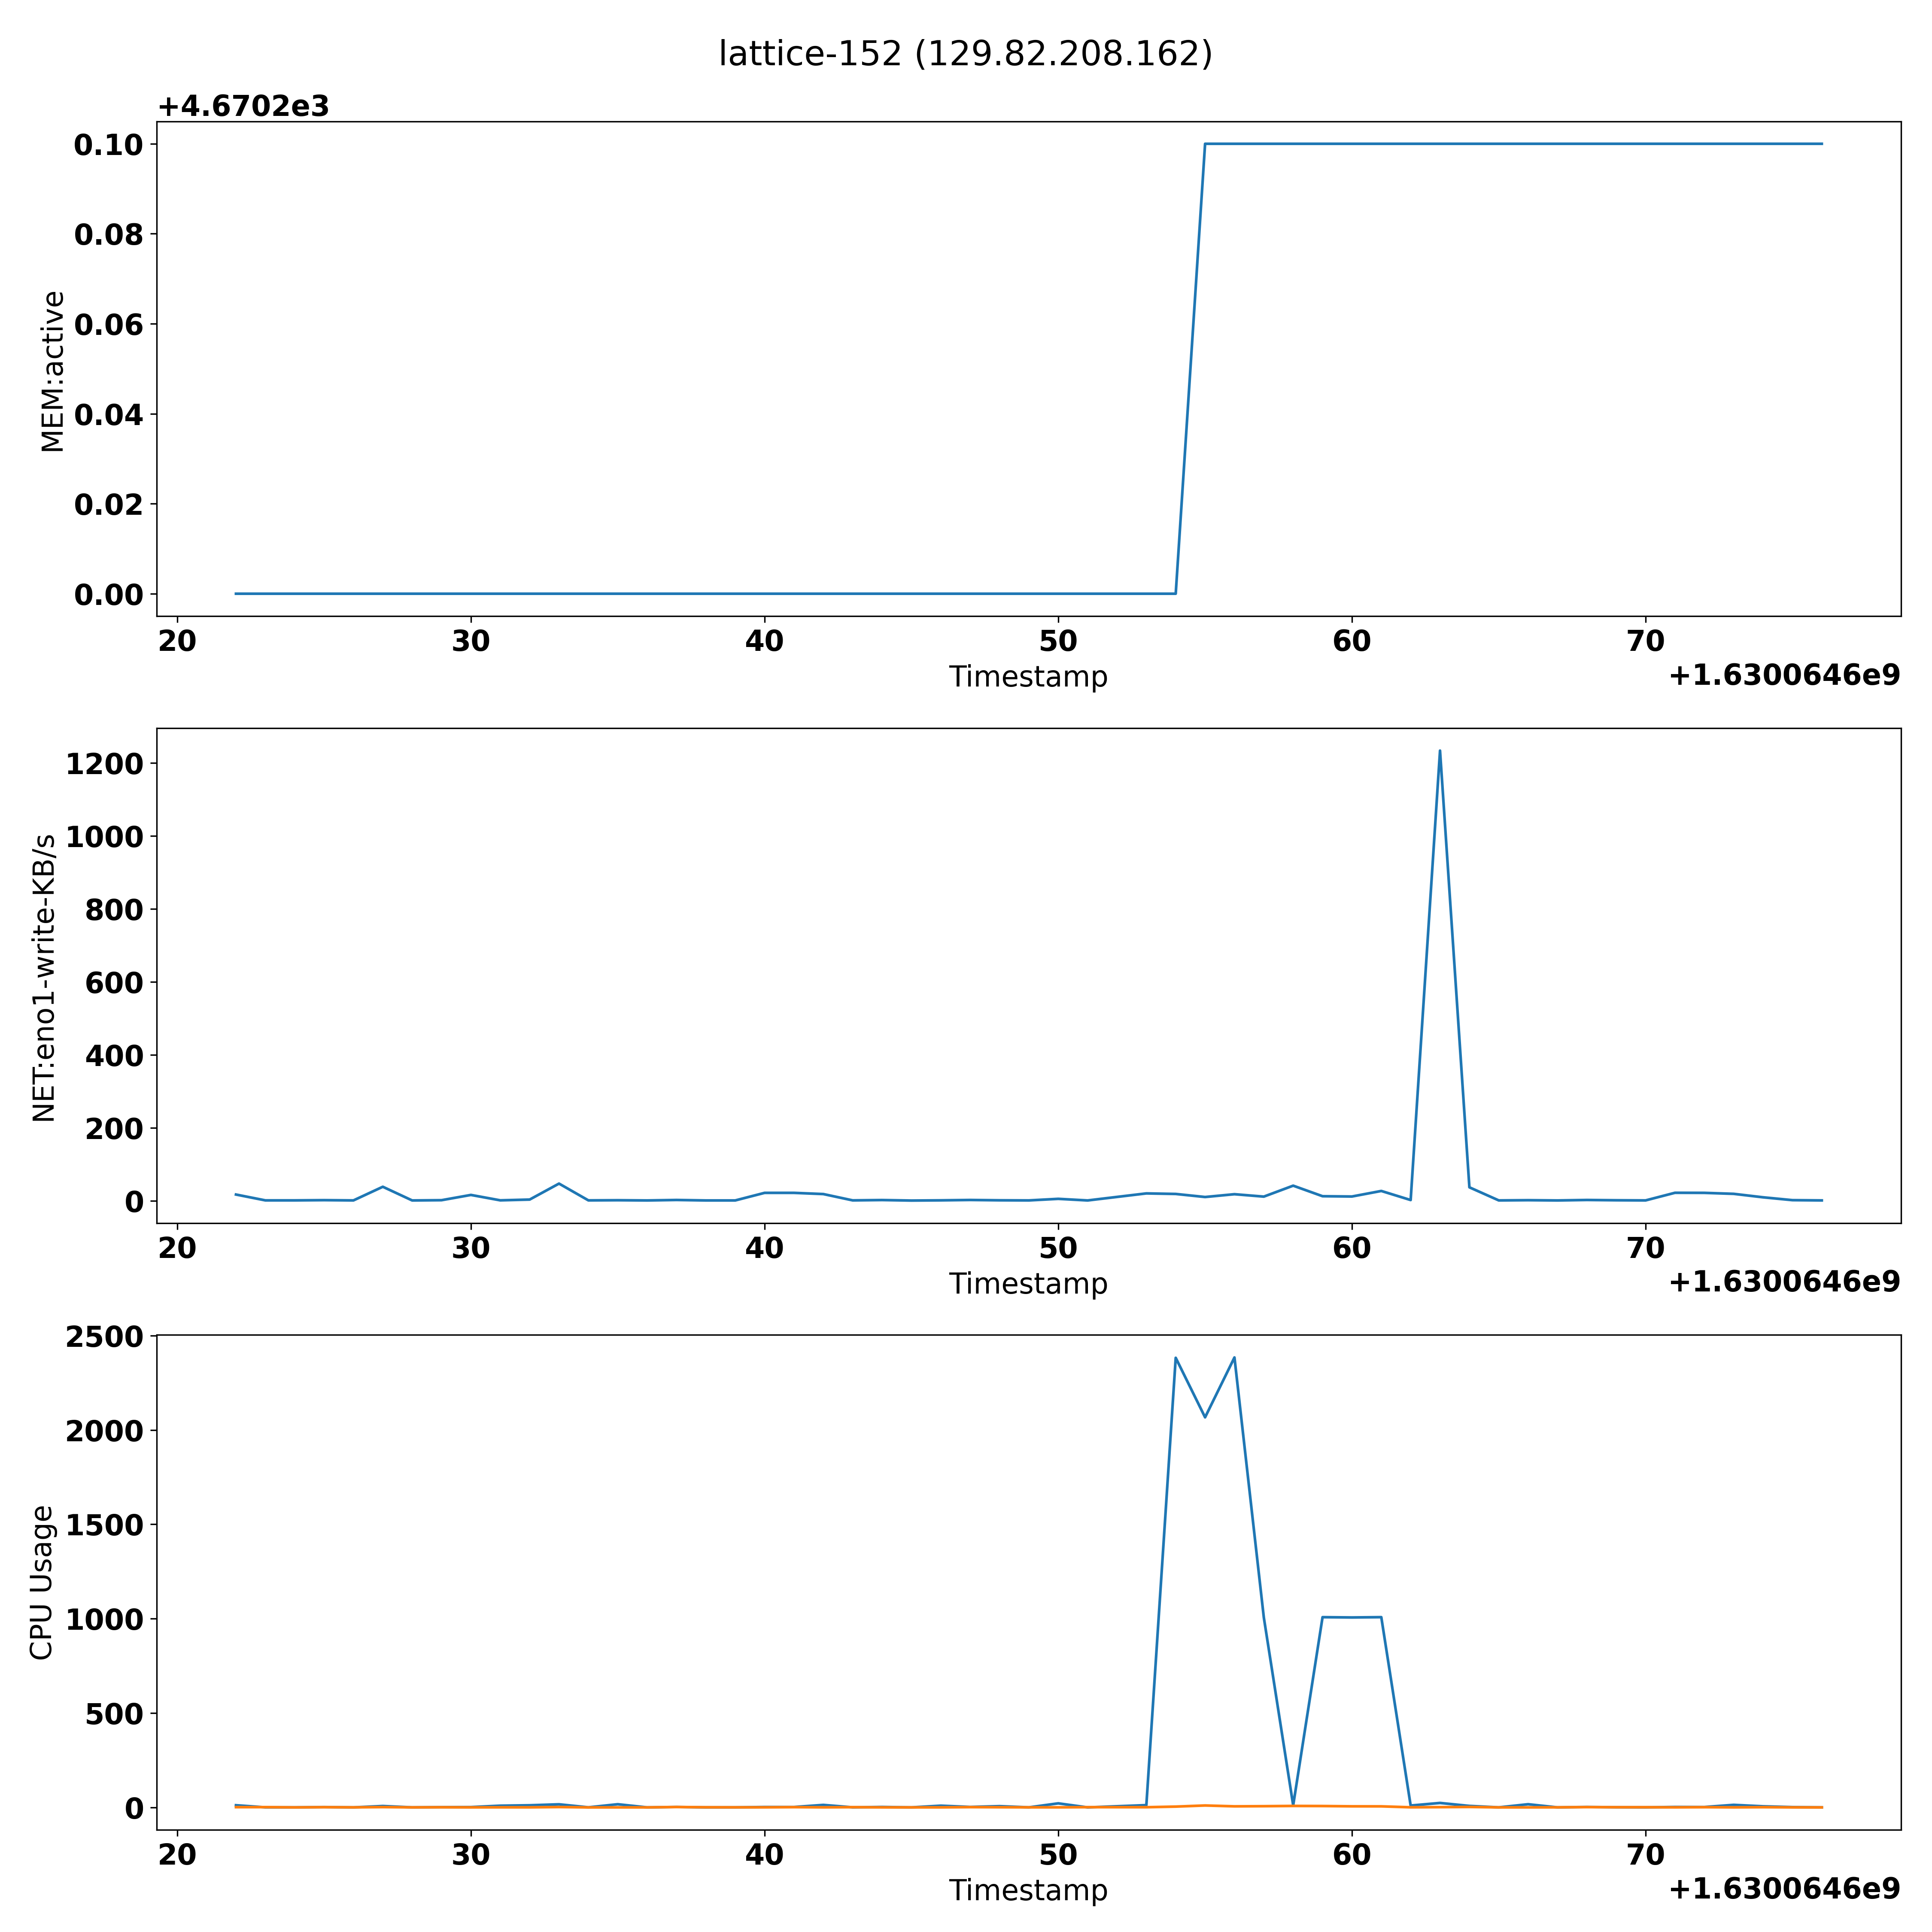 lattice-152 (129.82.208.162)
+4.6702e3
0.10
0.08
0.06
0.04
0.02
0.00
MEM:active
20 30 40 50 60 70
Timestamp
+1.6300646e9
1200
1000
800
600
400
200
0
NET:eno1-write-KB/s
20 30 40 50 60 70
Timestamp
+1.6300646e9
2500
2000
1500
1000
500
0
CPU Usage
20 30 40 50 60 70
Timestamp
+1.6300646e9